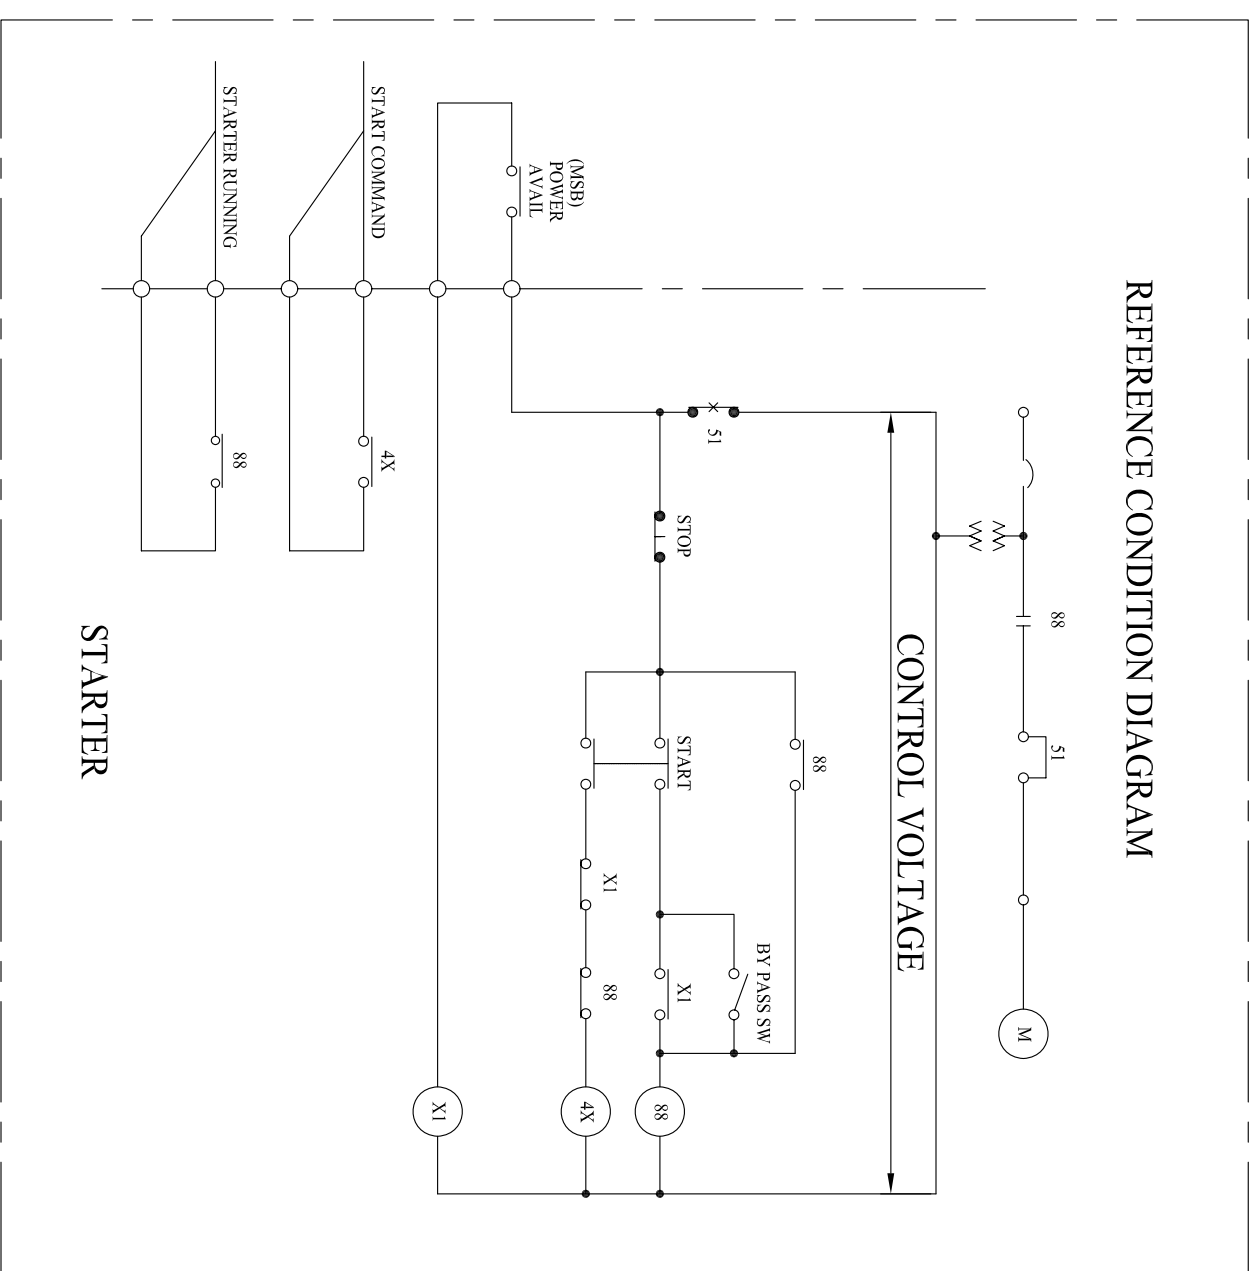 REFERENCE CONDITION DIAGRAM
88
51
M
CONTROL VOLTAGE
51
STOP
88
START
BY PASS SW
X1
88
X1
88
4X
X1
(MSB)
POWER
AVAIL
START COMMAND
4X
STARTER RUNNING
88
STARTER